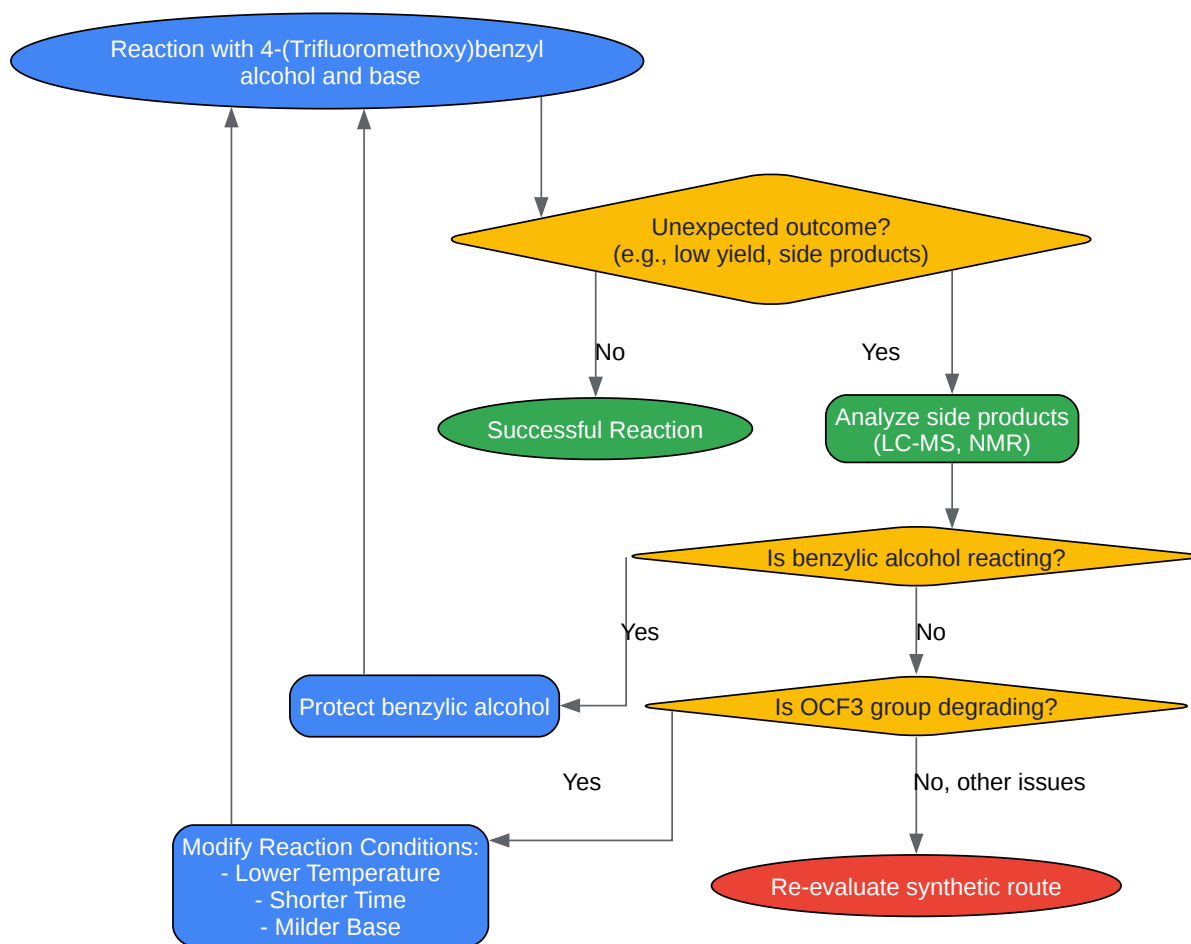 Reaction with 4-(Trifluoromethoxy)benzyl
alcohol and base
Unexpected outcome?
(e.g., low yield, side products)
No
Yes
Successful Reaction
Analyze side products
(LC-MS, NMR)
Is benzylic alcohol reacting?
Yes
No
Protect benzylic alcohol
Is OCF3 group degrading?
Yes
No, other issues
Modify Reaction Conditions:
- Lower Temperature
- Shorter Time
- Milder Base
Re-evaluate synthetic route